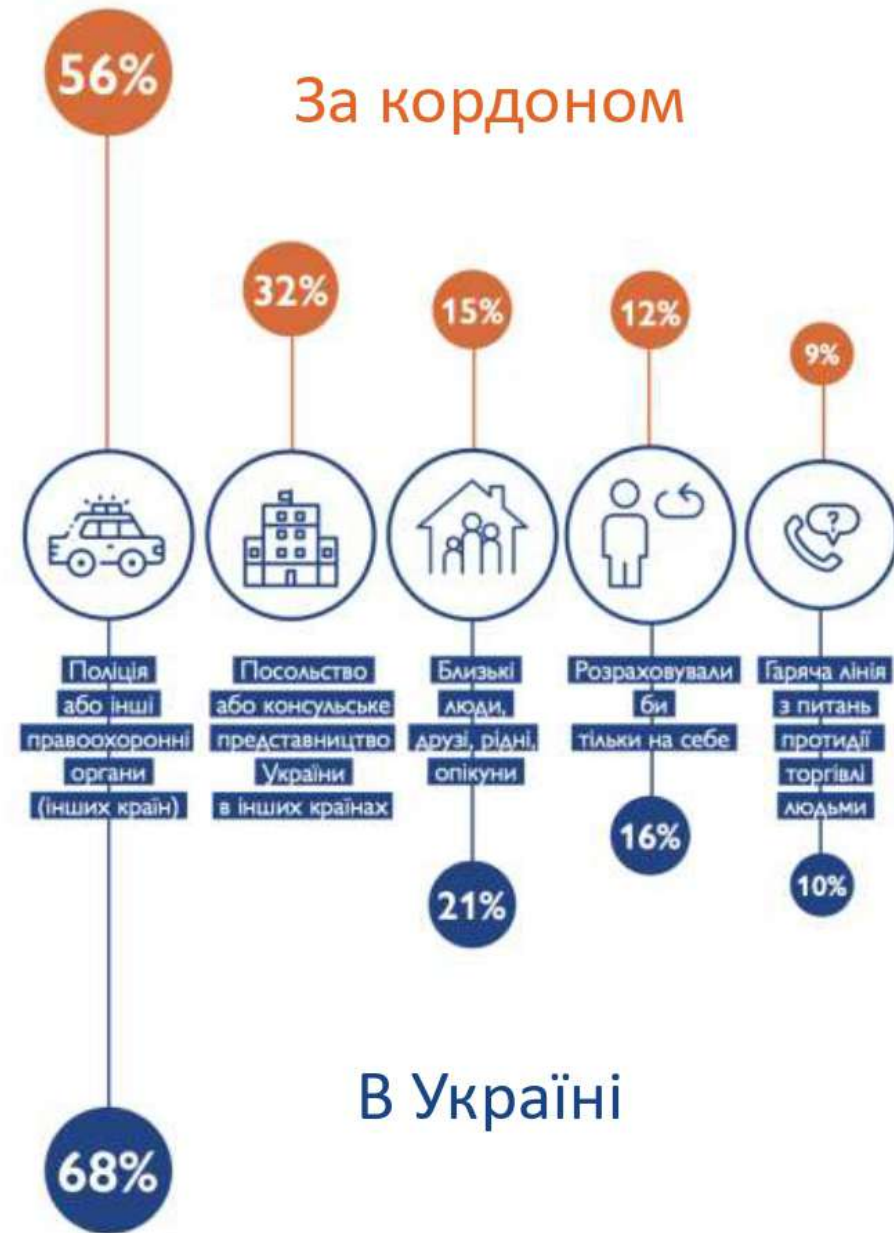 56%
За кордоном
32%
15%
12%
9%
?
Поліція
або інші
правоохоронні
органи
(інших країн)
Посольство
або консульське
представництво
України
в інших країнах
Близькі
люди,
друзі, рідні,
опікуни
Розраховували
би
тільки на себе
Гаряча лінія
з питань
протидії
торгівлі
людьми
16%
10%
21%
В Україні
68%